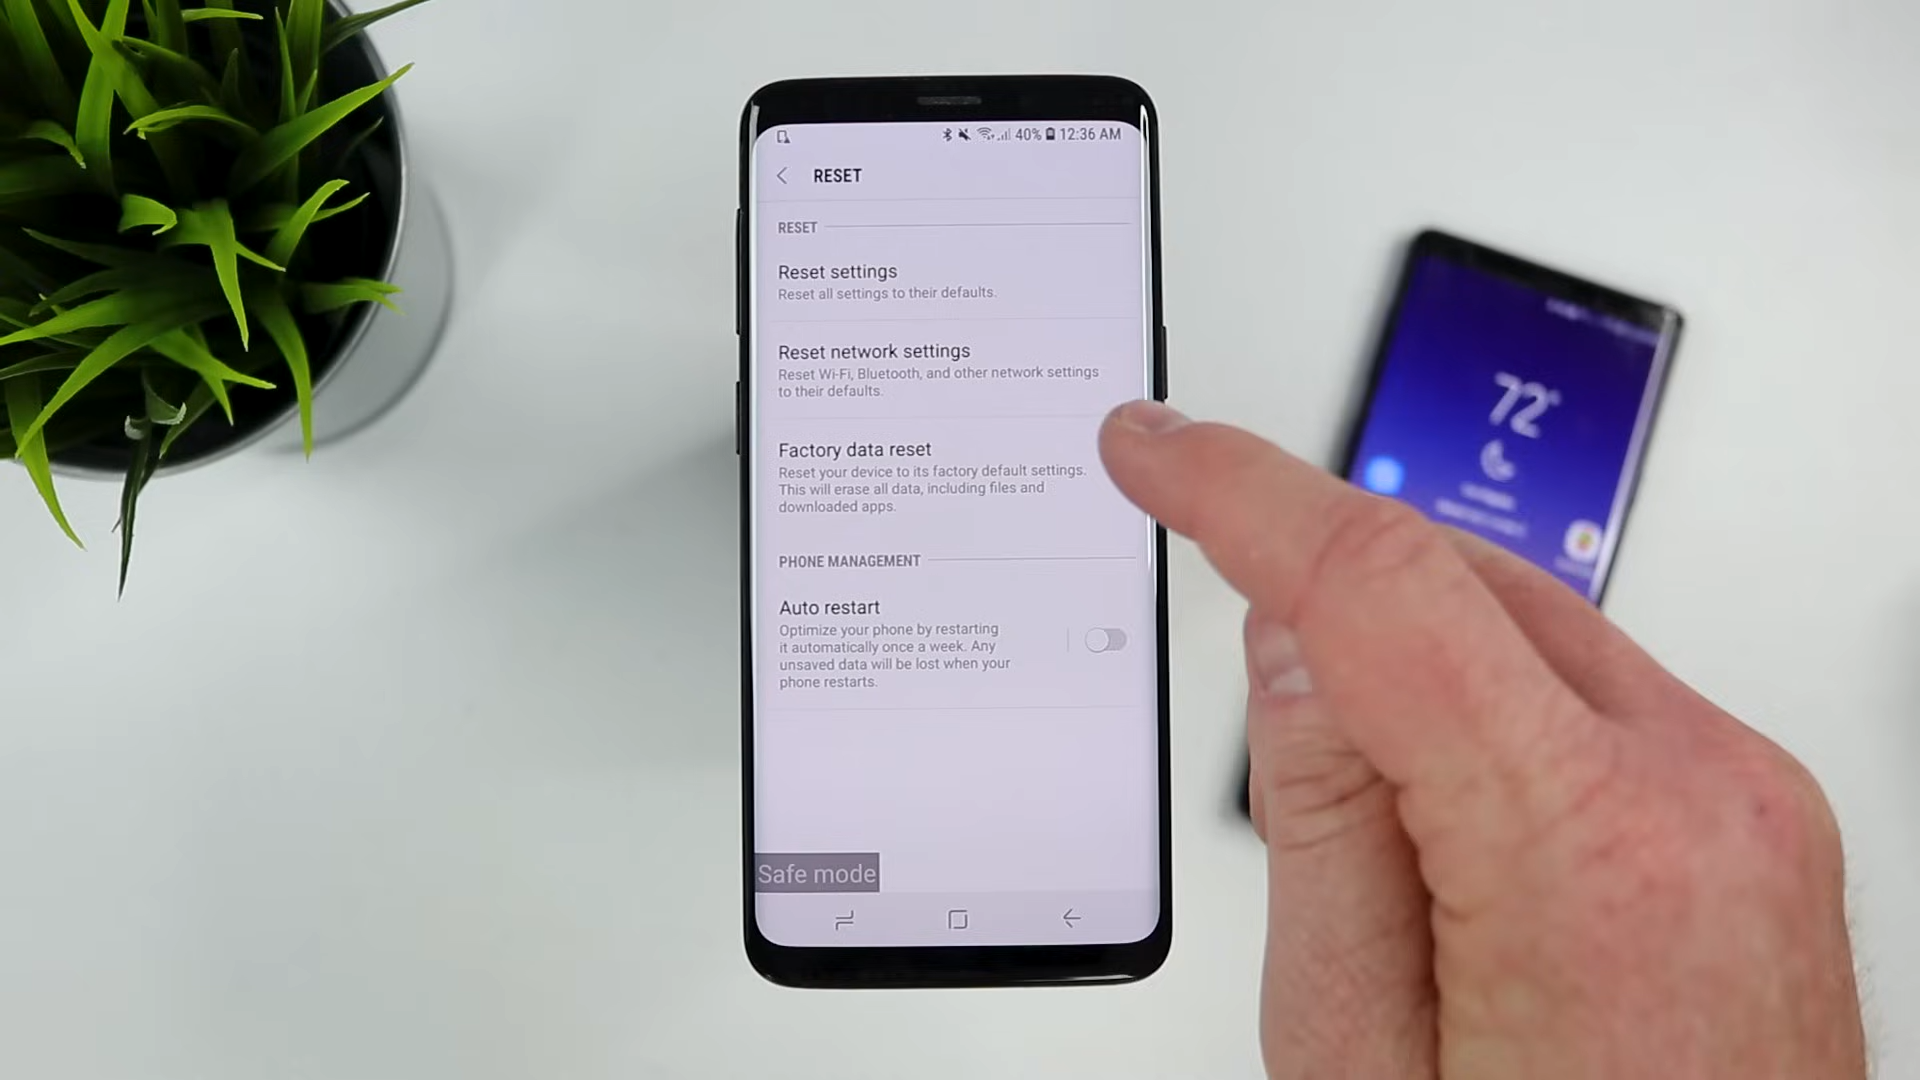 40% 12:36 AM
RESET
RESET
Reset settings
Reset all settings to their defaults.
Reset network settings
Reset Wi-Fi, Bluetooth, and other network settings
to their defaults.
Factory data reset
Reset your device to its factory default settings.
This will erase all data, including files and
downloaded apps.
PHONE MANAGEMENT
Auto restart
Optimize your phone by restarting
it automatically once a week. Any
unsaved data will be lost when your
phone restarts.
Safe mode
72°